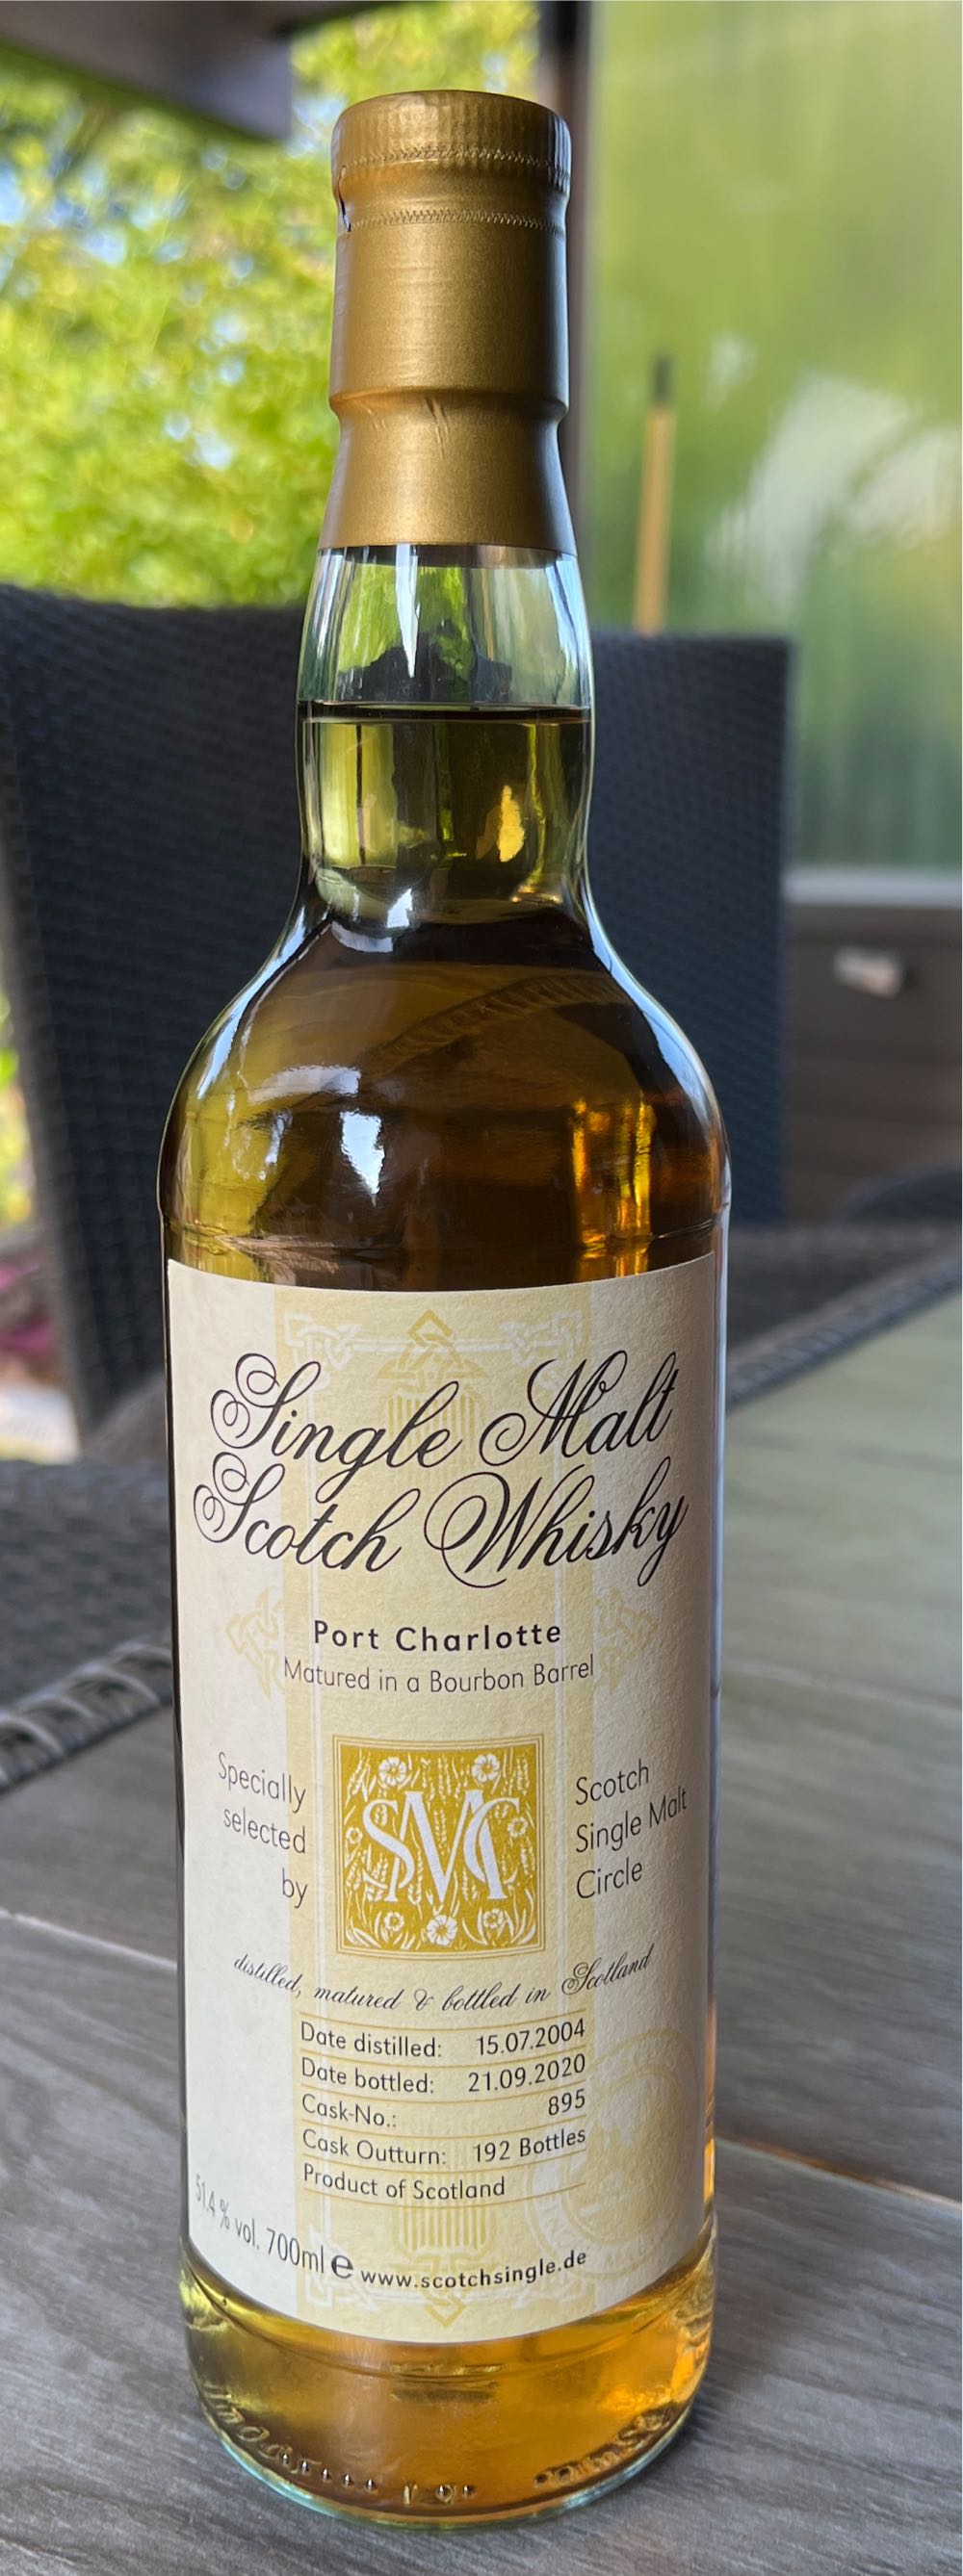 Single Malt
Scotch Whisky
Port Charlotte
Matured in a Bourbon Barrel
Specially
selected
by
SMC
Scotch
Single Malt
Circle
distilled, matured & bottled in Scotland
Date distilled: 15.07.2004
Date bottled: 21.09.2020
Cask-No.: 895
Cask Outturn: 192 Bottles
Product of Scotland
51.4 % vol. 700ml e www.scotchsingle.de